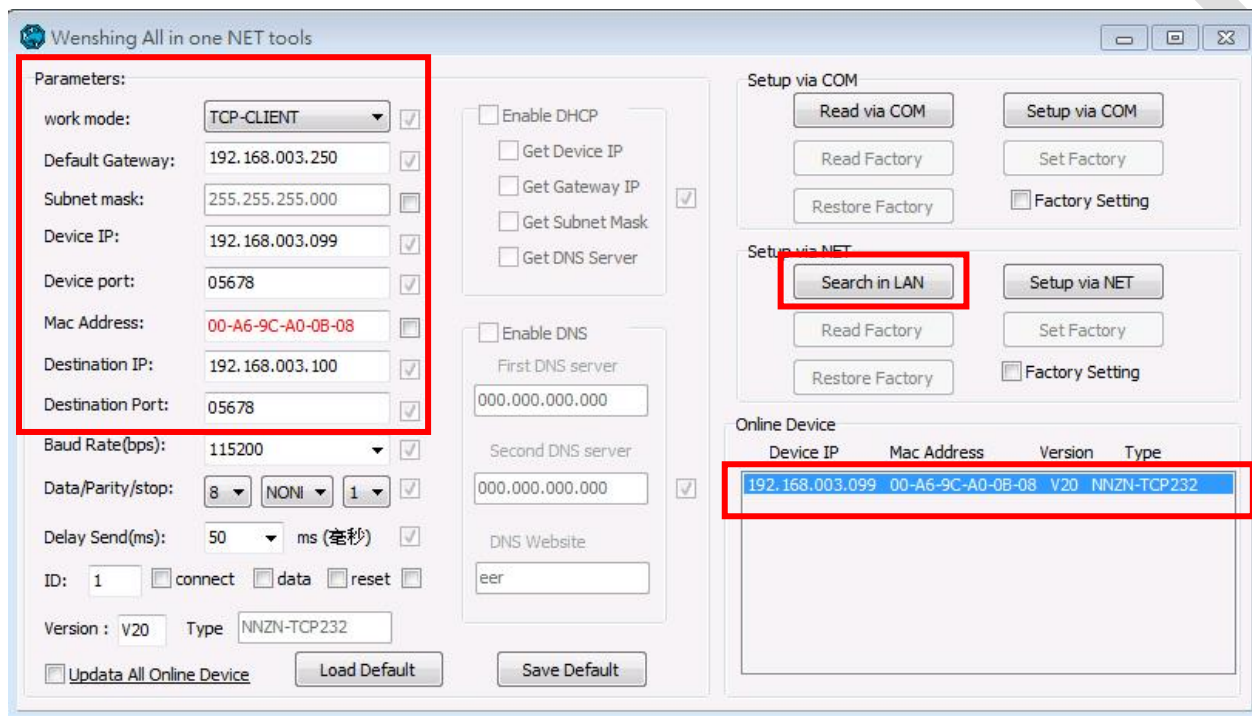 Wenshing All in one NET tools
Parameters:
work mode: TCP-CLIENT
Default Gateway: 192.168.003.250
Subnet mask: 255.255.255.000
Device IP: 192.168.003.099
Device port: 05678
Mac Address: 00-A6-9C-A0-0B-08
Destination IP: 192.168.003.100
Destination Port: 05678
Baud Rate(bps): 115200
Data/Parity/stop: 8 NONI 1
Delay Send(ms): 50 ms (毫秒)
ID: 1 connect data reset
Version : V20 Type NNZN-TCP232
Updata All Online Device Load Default Save Default
Enable DHCP
Get Device IP
Get Gateway IP
Get Subnet Mask
Get DNS Server
Enable DNS
First DNS server
000.000.000.000
Second DNS server
000.000.000.000
DNS Website
eer
Setup via COM
Read via COM Setup via COM
Read Factory Set Factory
Restore Factory Factory Setting
Setup via NET
Search in LAN Setup via NET
Read Factory Set Factory
Restore Factory Factory Setting
Online Device
Device IP Mac Address Version Type
192.168.003.099 00-A6-9C-A0-0B-08 V20 NNZN-TCP232